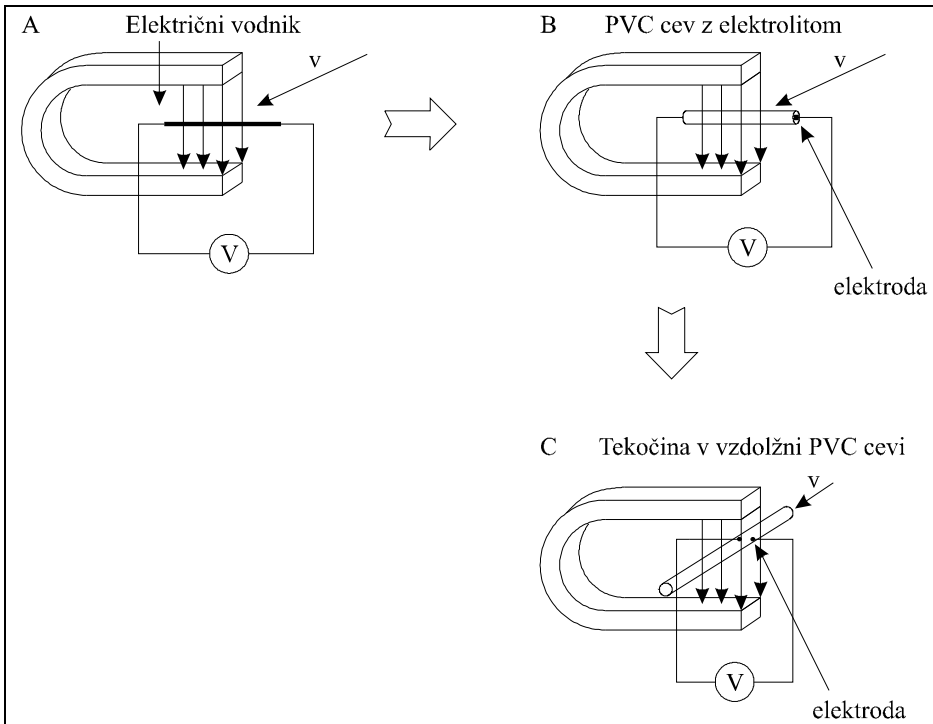 A Električni vodnik
v
V
B PVC cev z elektrolitom
v
V
elektroda
C Tekočina v vzdolžni PVC cevi
v
V
elektroda